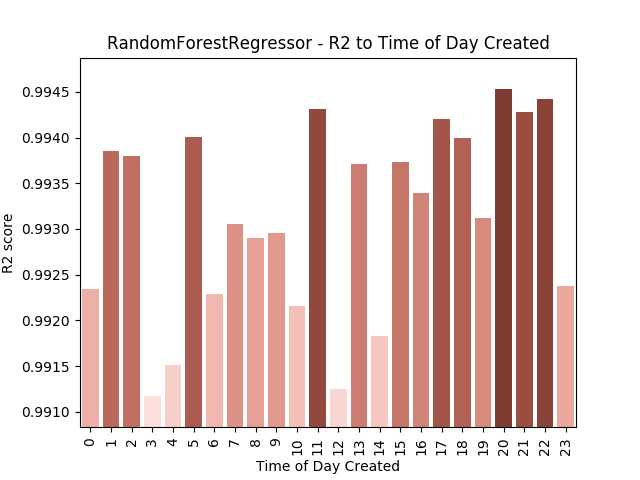 RandomForestRegressor - R2 to Time of Day Created
R2 score
0.9945
0.9940
0.9935
0.9930
0.9925
0.9920
0.9915
0.9910
0 1 2 3 4 5 6 7 8 9 10 11 12 13 14 15 16 17 18 19 20 21 22 23
Time of Day Created